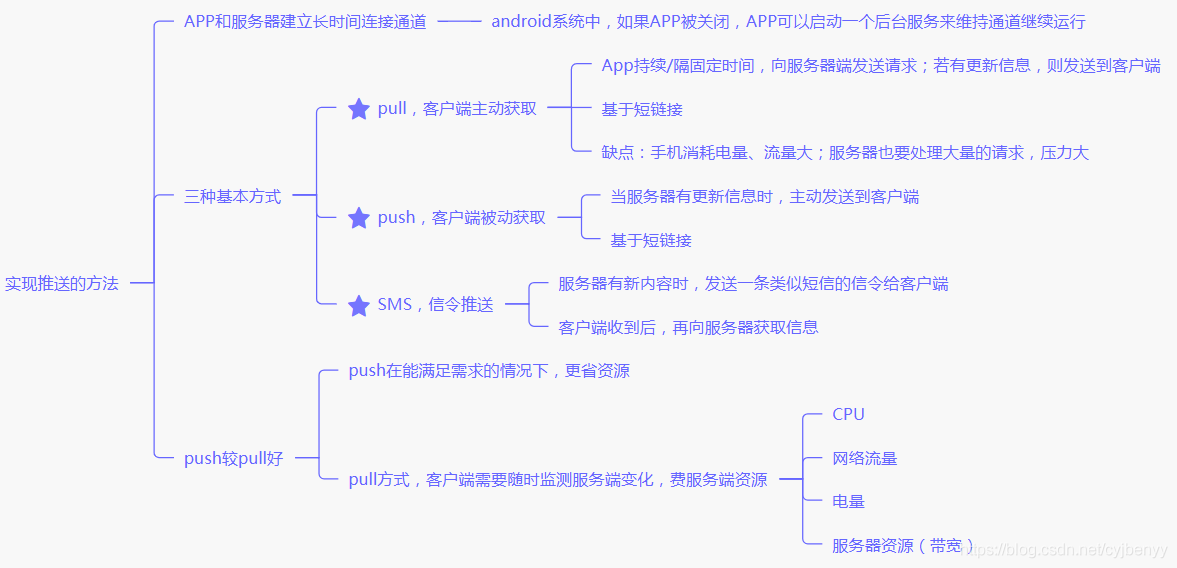 实现推送的方法
APP和服务器建立长时间连接通道
android系统中，如果APP被关闭，APP可以启动一个后台服务来维持通道继续运行
三种基本方式
pull，客户端主动获取
App持续/隔固定时间，向服务器端发送请求；若有更新信息，则发送到客户端
基于短链接
缺点：手机消耗电量、流量大；服务器也要处理大量的请求，压力大
push，客户端被动获取
当服务器有更新信息时，主动发送到客户端
基于短链接
SMS，信令推送
服务器有新内容时，发送一条类似短信的信令给客户端
客户端收到后，再向服务器获取信息
push较pull好
push在能满足需求的情况下，更省资源
pull方式，客户端需要随时监测服务端变化，费服务端资源
CPU
网络流量
电量
服务器资源（带宽）
https://blog.csdn.net/cyjbenyy